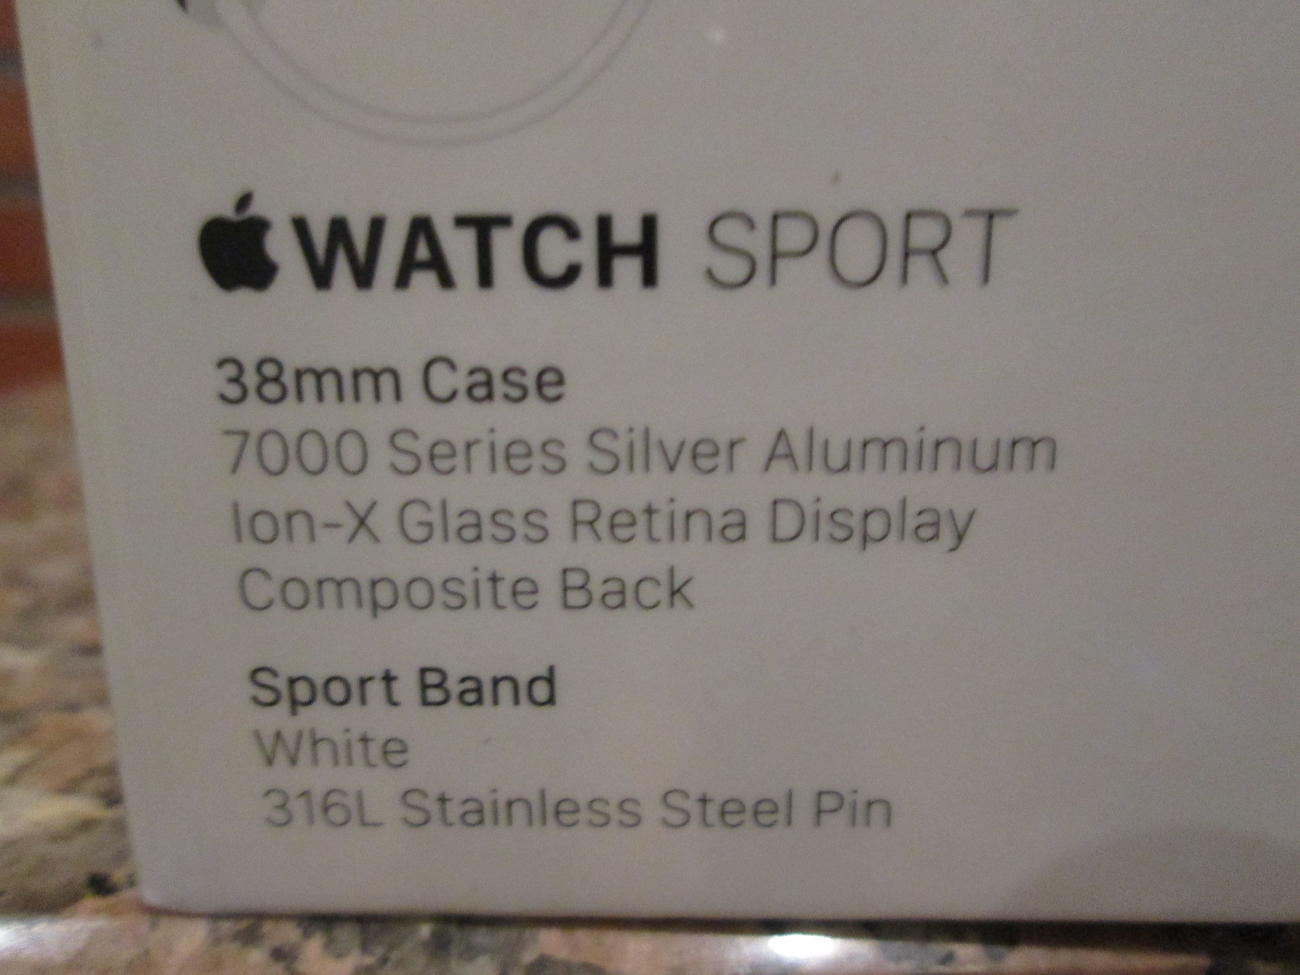 WATCH SPORT
38mm Case
7000 Series Silver Aluminum
Ion-X Glass Retina Display
Composite Back
Sport Band
White
316L Stainless Steel Pin